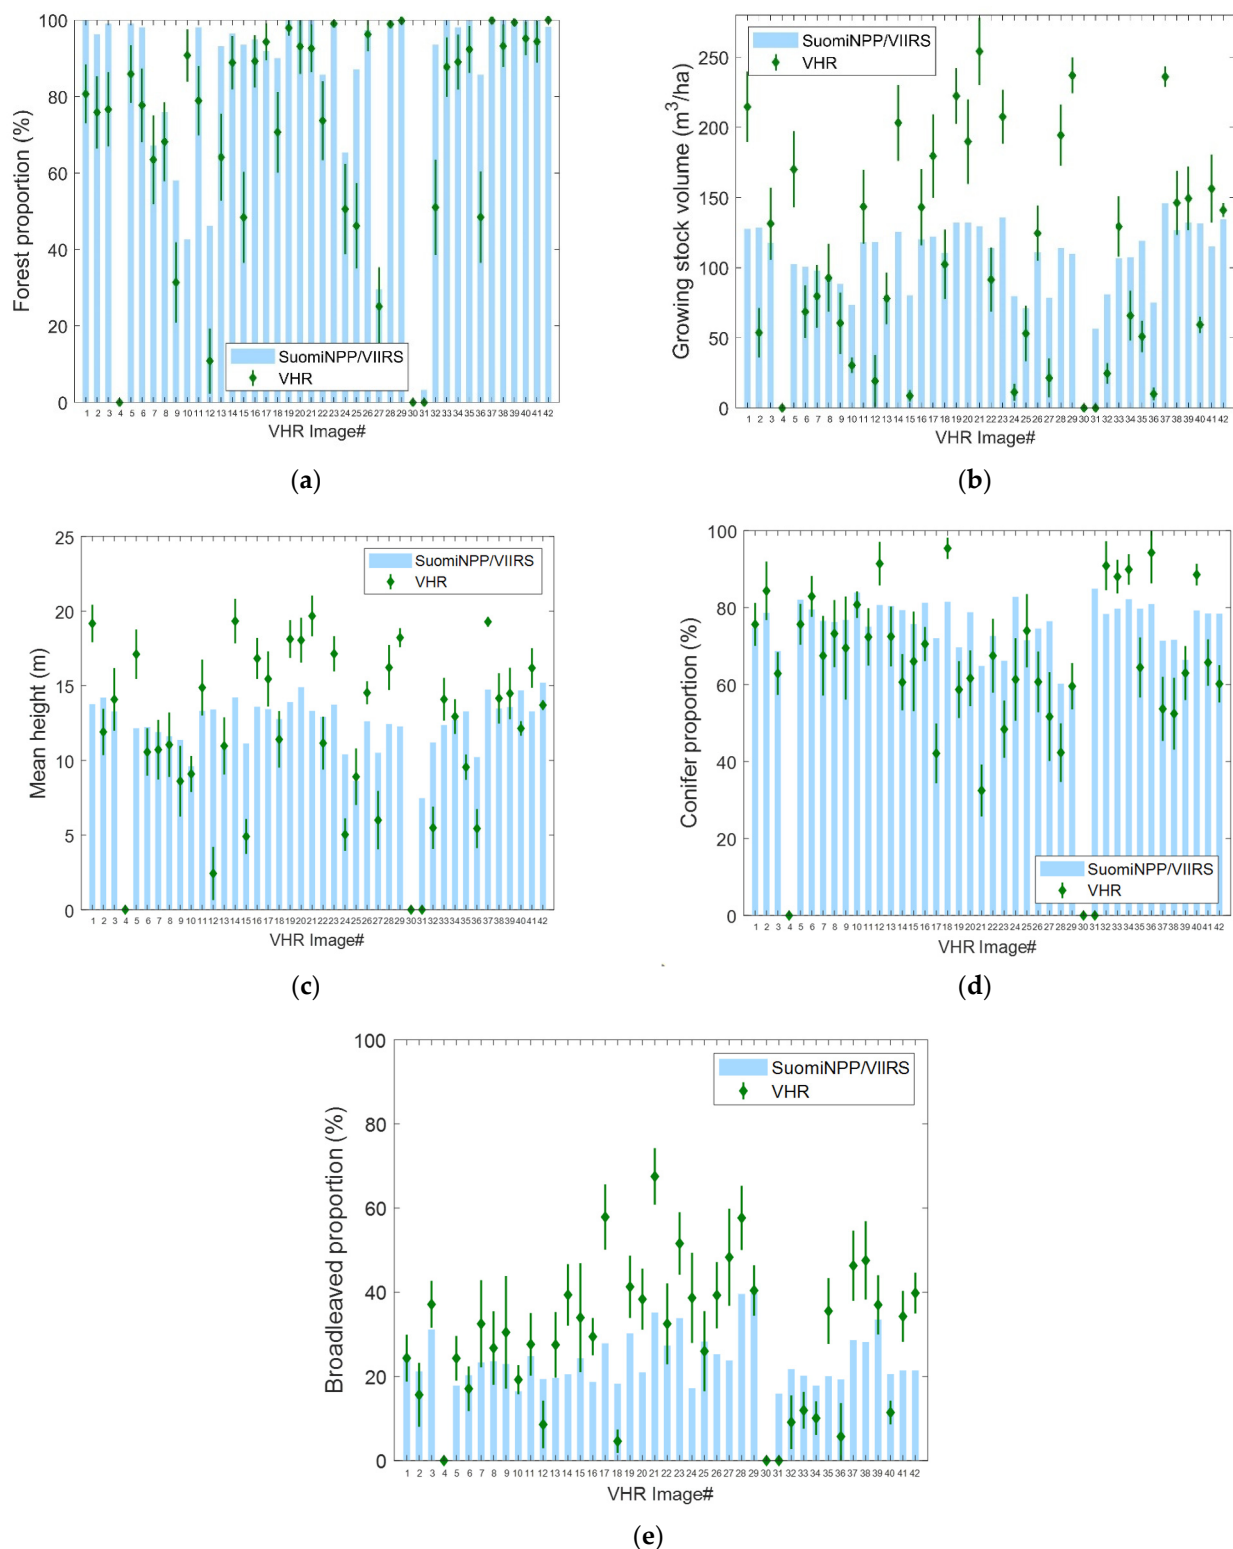 100
80
60
40
20
0
Forest proportion (%)
SuomiNPP/VIIRS
VHR
1 2 3 4 5 6 7 8 9 10 11 12 13 14 15 16 17 18 19 20 21 22 23 24 25 26 27 28 29 30 31 32 33 34 35 36 37 38 39 40 41 42
VHR Image#
(a)
250
200
150
100
50
0
Growing stock volume (m³/ha)
SuomiNPP/VIIRS
VHR
1 2 3 4 5 6 7 8 9 10 11 12 13 14 15 16 17 18 19 20 21 22 23 24 25 26 27 28 29 30 31 32 33 34 35 36 37 38 39 40 41 42
VHR Image#
(b)
25
20
15
10
5
0
Mean height (m)
SuomiNPP/VIIRS
VHR
1 2 3 4 5 6 7 8 9 10 11 12 13 14 15 16 17 18 19 20 21 22 23 24 25 26 27 28 29 30 31 32 33 34 35 36 37 38 39 40 41 42
VHR Image#
(c)
100
80
60
40
20
0
Conifer proportion (%)
SuomiNPP/VIIRS
VHR
1 2 3 4 5 6 7 8 9 10 11 12 13 14 15 16 17 18 19 20 21 22 23 24 25 26 27 28 29 30 31 32 33 34 35 36 37 38 39 40 41 42
VHR Image#
(d)
100
80
60
40
20
0
Broadleaved proportion (%)
SuomiNPP/VIIRS
VHR
1 2 3 4 5 6 7 8 9 10 11 12 13 14 15 16 17 18 19 20 21 22 23 24 25 26 27 28 29 30 31 32 33 34 35 36 37 38 39 40 41 42
VHR Image#
(e)